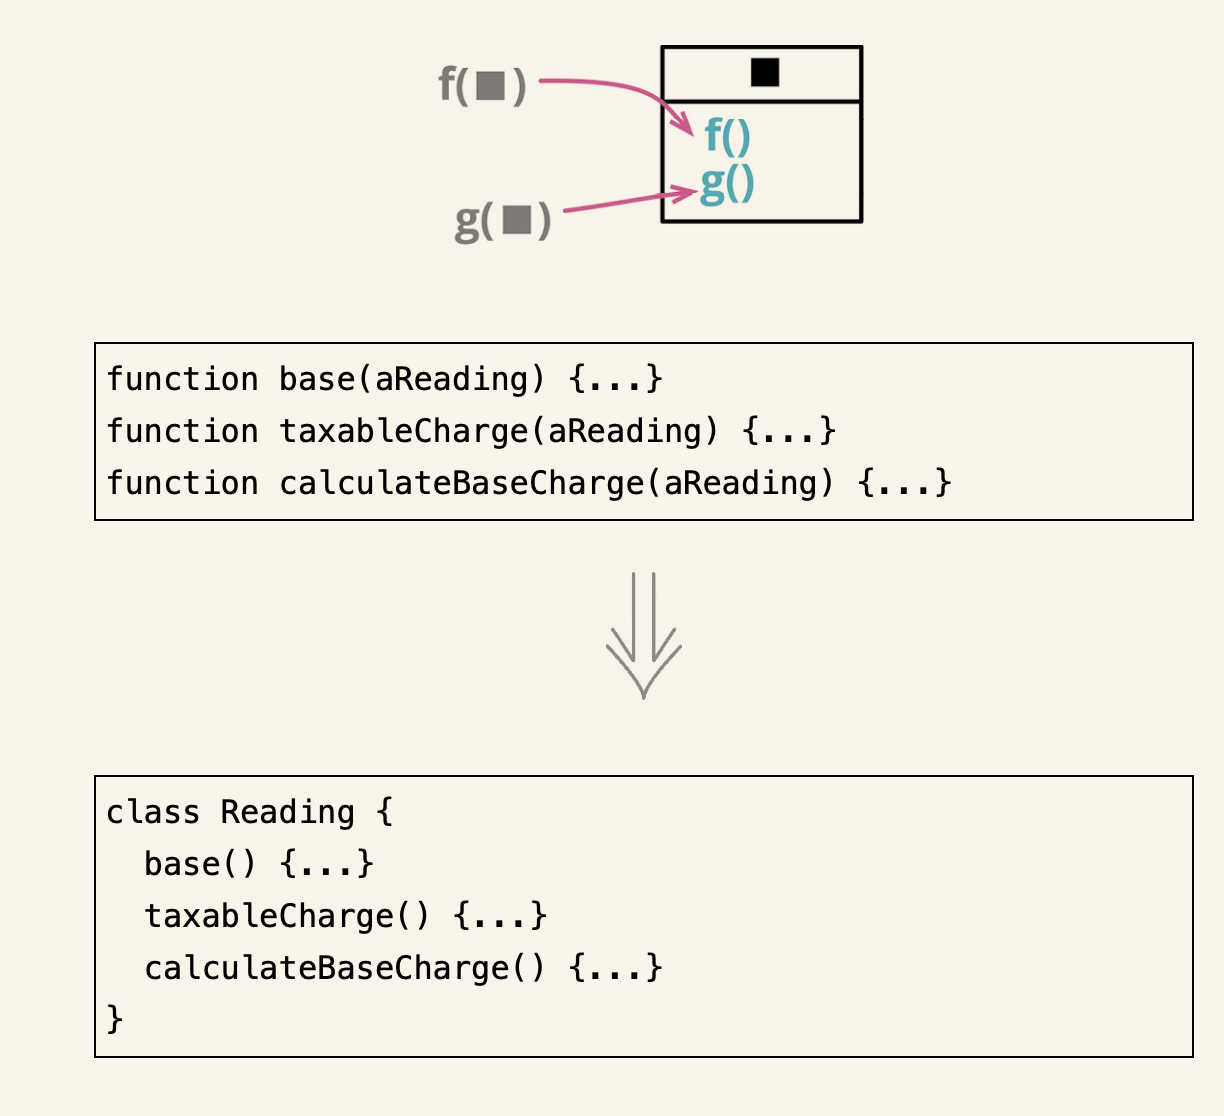 f(■)
f()
g()
g(■)
function base(aReading) {...}
function taxableCharge(aReading) {...}
function calculateBaseCharge(aReading) {...}
class Reading {
  base() {...}
  taxableCharge() {...}
  calculateBaseCharge() {...}
}